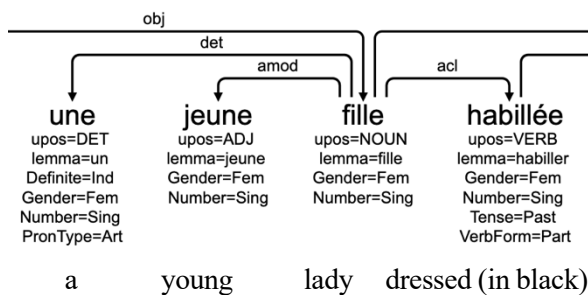 obj
det
amod acl
une jeune fille habillée
upos=DET upos=ADJ upos=NOUN upos=VERB
lemma=un lemma=jeune lemma=fille lemma=habiller
Definite=Ind Gender=Fem Gender=Fem Gender=Fem
Gender=Fem Number=Sing Number=Sing Number=Sing
Number=Sing Tense=Past
PronType=Art VerbForm=Part
a young lady dressed (in black)